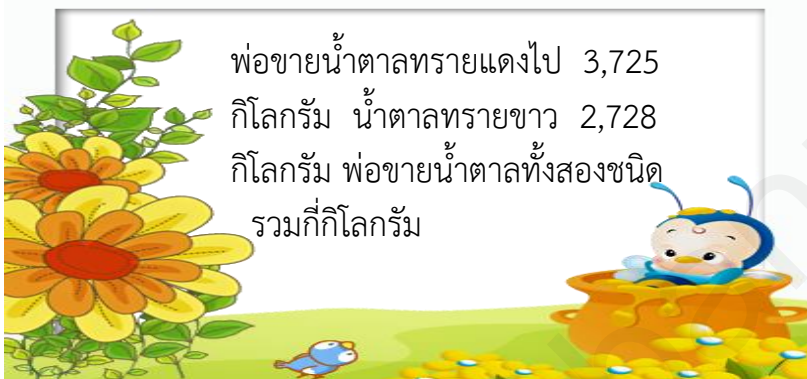 พ่อขายน้ำตาลทรายแดงไป 3,725
กิโลกรัม น้ำตาลทรายขาว 2,728
กิโลกรัม พ่อขายน้ำตาลทั้งสองชนิด
รวมกี่กิโลกรัม